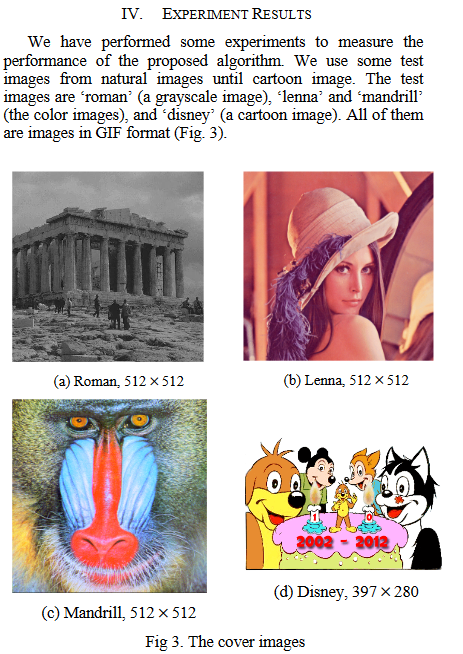 IV. EXPERIMENT RESULTS
We have performed some experiments to measure the
performance of the proposed algorithm. We use some test
images from natural images until cartoon image. The test
images are ‘roman’ (a grayscale image), ‘lenna’ and ‘mandrill’
(the color images), and ‘disney’ (a cartoon image). All of them
are images in GIF format (Fig. 3).
(a) Roman, 512 × 512
(b) Lenna, 512 × 512
1 0
2002 - 2012
(c) Mandrill, 512 × 512
(d) Disney, 397 × 280
Fig 3. The cover images